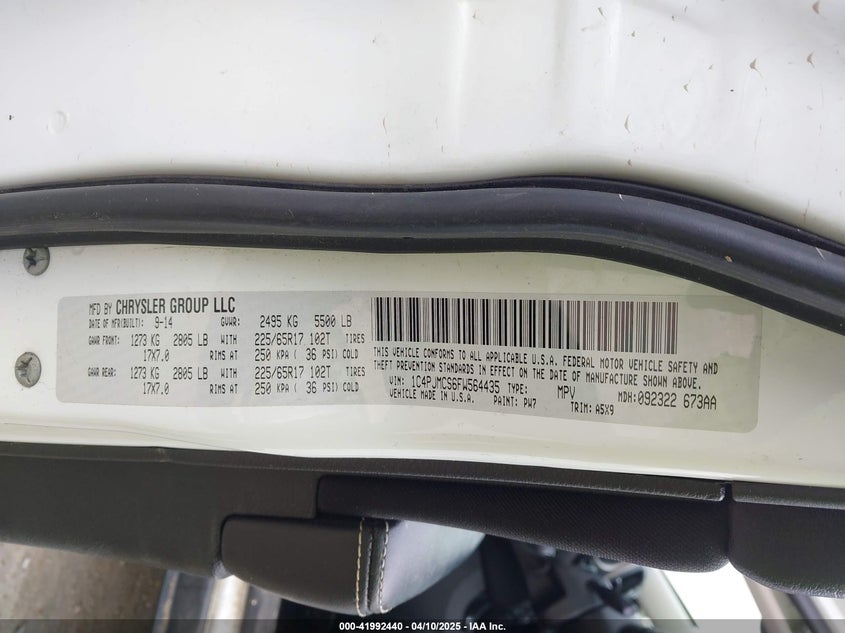 MFD BY CHRYSLER GROUP LLC
DATE OF MFR(BUILT): 9-14 GVWR: 2495 KG 5500 LB
GAWR FRONT: 1273 KG 2805 LB WITH 225/65R17 102T TIRES
17X7.0 RIMS AT 250 KPA ( 36 PSI) COLD
GAWR REAR: 1273 KG 2805 LB WITH 225/65R17 102T TIRES
17X7.0 RIMS AT 250 KPA ( 36 PSI) COLD
THIS VEHICLE CONFORMS TO ALL APPLICABLE U.S.A. FEDERAL MOTOR VEHICLE SAFETY AND
THEFT PREVENTION STANDARDS IN EFFECT ON THE DATE OF MANUFACTURE SHOWN ABOVE.
VIN: 1C4PJMCS6FW564435 TYPE: MPV MDH: 092322 673AA
VEHICLE MADE IN U.S.A. PAINT: PW7 TRIM: A5X9
000-41992440 - 04/10/2025 - IAA Inc.